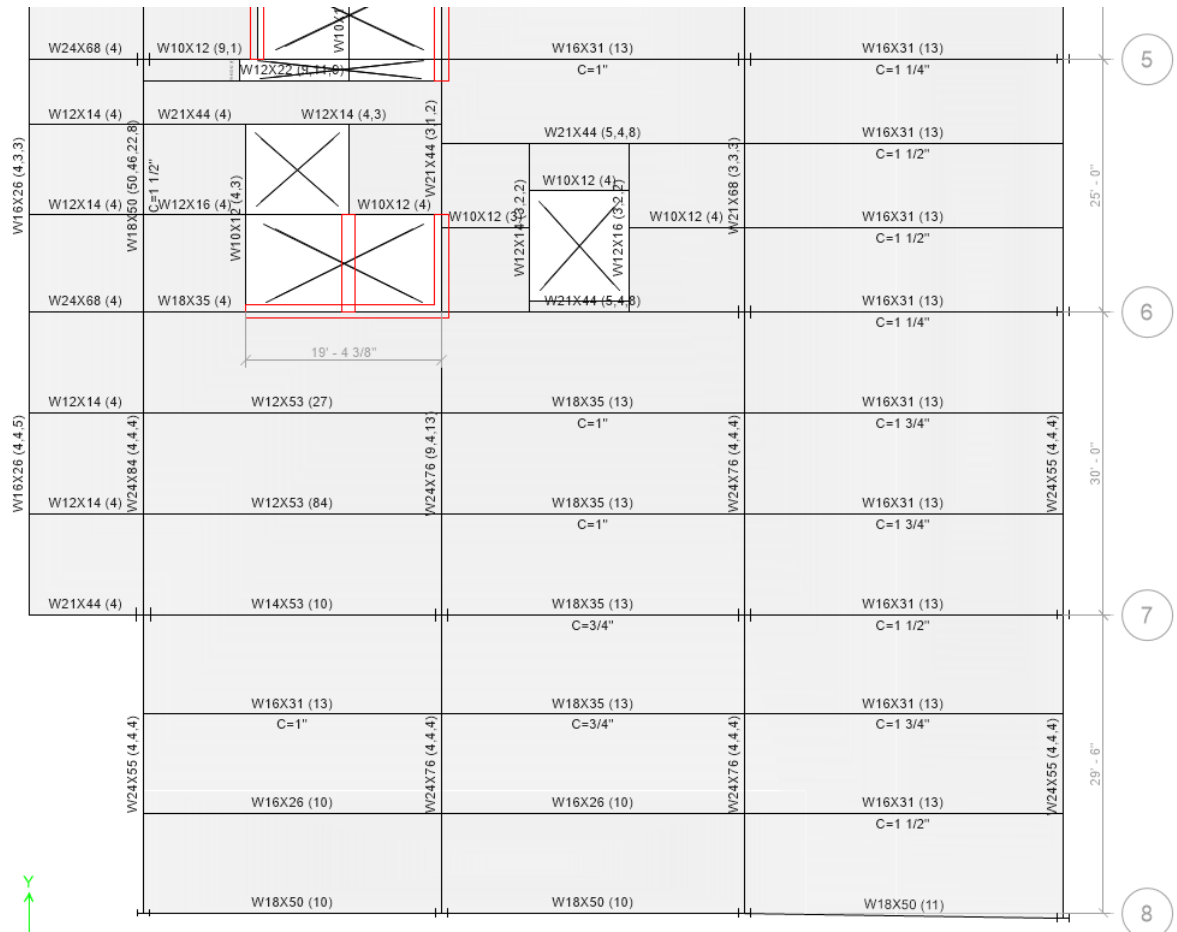 W24X68 (4)
W10X12 (9,1)
W10X1
W16X31 (13)
W16X31 (13)
5
W12X22 (9,11,9)
C=1"
C=1 1/4"
W12X14 (4)
W21X44 (4)
W12X14 (4,3)
W21X44 (5,4,8)
W16X31 (13)
C=1 1/2"
W16X26 (4,3,3)
W18X50 (50,46,22,8)
C=1 1/2"
W10X12 (4,3)
W21X44 (3,1,2)
W10X12 (4)
W21X68 (3,3,3)
25' - 0"
W12X14 (4)
W12X16 (4)
W10X12 (4)
W10X12 (3)
W12X14 (3,2,2)
W12X16 (3,2,2)
W10X12 (4)
W16X31 (13)
C=1 1/2"
W24X68 (4)
W18X35 (4)
W21X44 (5,4,8)
W16X31 (13)
6
C=1 1/4"
19' - 4 3/8"
W12X14 (4)
W12X53 (27)
W18X35 (13)
W16X31 (13)
C=1"
C=1 3/4"
W16X26 (4,4,5)
W24X84 (4,4,4)
W24X76 (9,4,13)
W24X76 (4,4,4)
W24X55 (4,4,4)
30' - 0"
W12X14 (4)
W12X53 (84)
W18X35 (13)
W16X31 (13)
C=1"
C=1 3/4"
W21X44 (4)
W14X53 (10)
W18X35 (13)
W16X31 (13)
7
C=3/4"
C=1 1/2"
W16X31 (13)
W18X35 (13)
W16X31 (13)
C=1"
C=3/4"
C=1 3/4"
W24X55 (4,4,4)
W24X76 (4,4,4)
W24X76 (4,4,4)
W24X55 (4,4,4)
29' - 6"
W16X26 (10)
W16X26 (10)
W16X31 (13)
C=1 1/2"
Y
W18X50 (10)
W18X50 (10)
W18X50 (11)
8